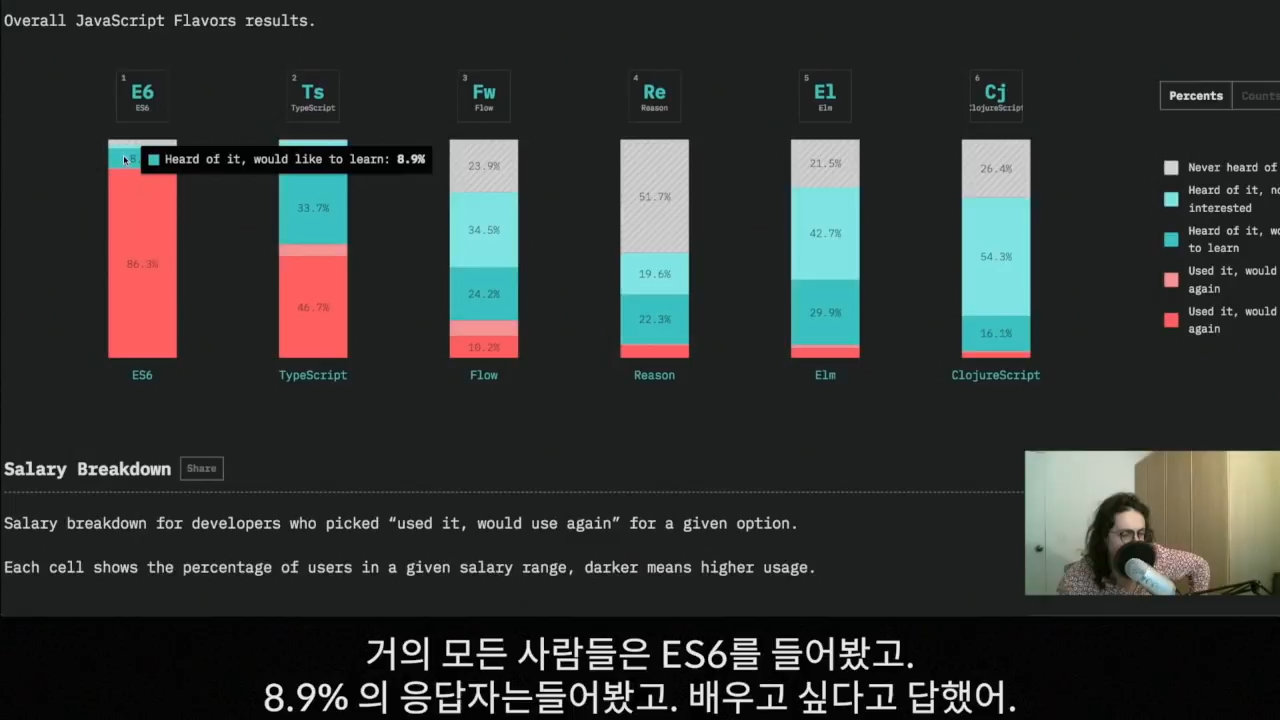 Overall JavaScript Flavors results.
1
E6
ES6
2
Ts
TypeScript
3
Fw
Flow
4
Re
Reason
5
El
Elm
6
Cj
ClojureScript
Percents
Counts
Heard of it, would like to learn: 8.9%
86.3%
33.7%
46.7%
23.9%
34.5%
24.2%
10.2%
51.7%
19.6%
22.3%
21.5%
42.7%
29.9%
26.4%
54.3%
16.1%
Never heard of
Heard of it, no
interested
Heard of it, wo
to learn
Used it, would
again
Used it, would
again
ES6
TypeScript
Flow
Reason
Elm
ClojureScript
Salary Breakdown
Share
Salary breakdown for developers who picked “used it, would use again” for a given option.
Each cell shows the percentage of users in a given salary range, darker means higher usage.
거의 모든 사람들은 ES6를 들어봤고.
8.9% 의 응답자는들어봤고. 배우고 싶다고 답했어.